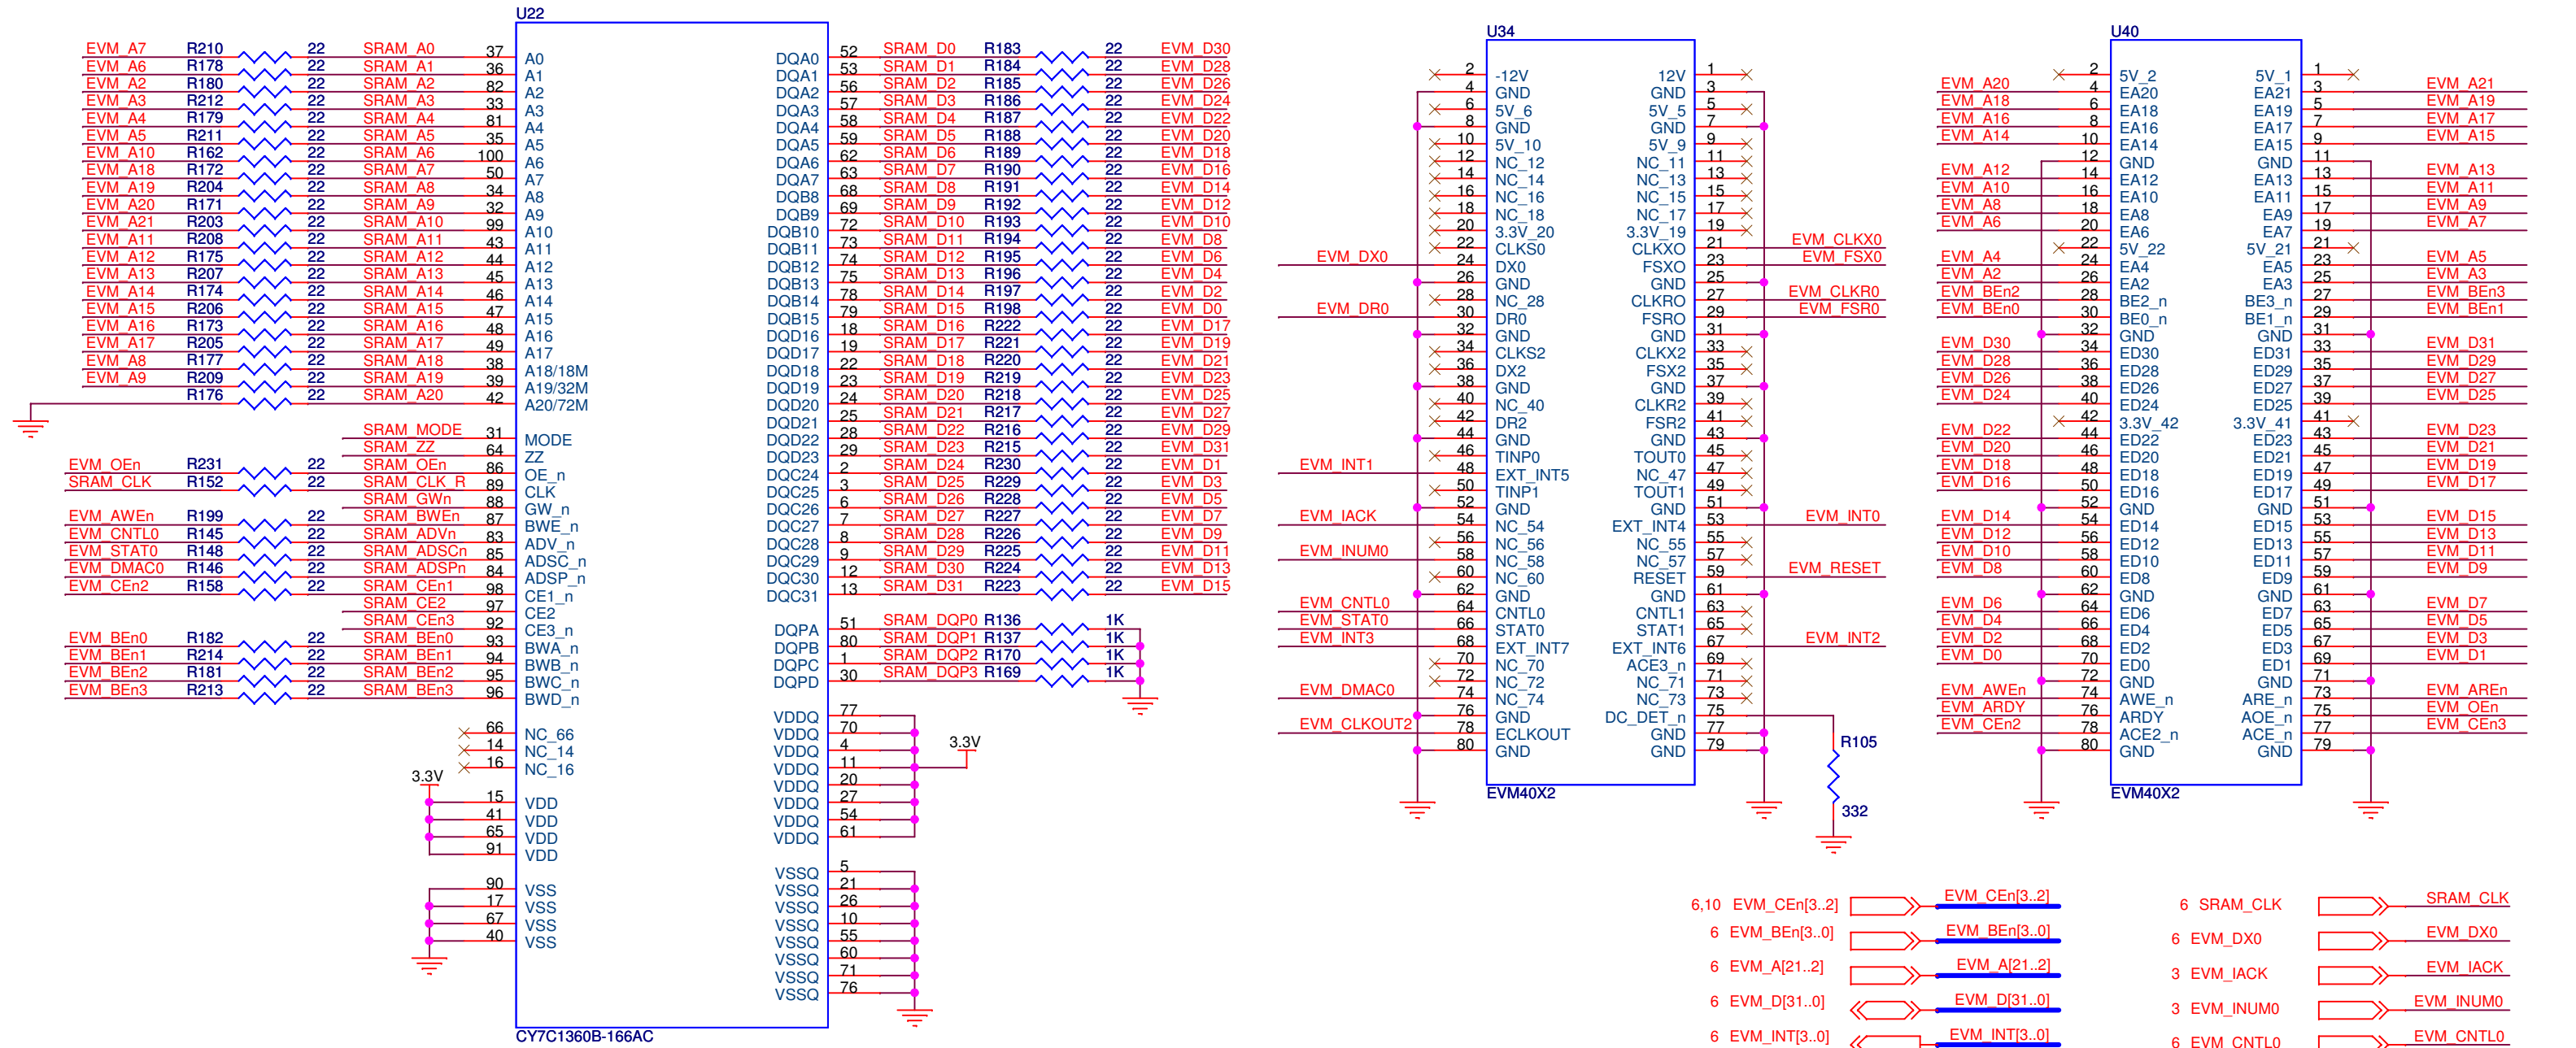 U22
EVM_A7 R210 22 SRAM_A0 37 A0 DQA0 52 SRAM_D0 R183 22 EVM_D30
EVM_A6 R178 22 SRAM_A1 36 A1 DQA1 53 SRAM_D1 R184 22 EVM_D28
EVM_A2 R180 22 SRAM_A2 82 A2 DQA2 56 SRAM_D2 R185 22 EVM_D26
EVM_A3 R212 22 SRAM_A3 33 A3 DQA3 57 SRAM_D3 R186 22 EVM_D24
EVM_A4 R179 22 SRAM_A4 81 A4 DQA4 58 SRAM_D4 R187 22 EVM_D22
EVM_A5 R211 22 SRAM_A5 35 A5 DQA5 59 SRAM_D5 R188 22 EVM_D20
EVM_A10 R162 22 SRAM_A6 100 A6 DQA6 62 SRAM_D6 R189 22 EVM_D18
EVM_A18 R172 22 SRAM_A7 50 A7 DQA7 63 SRAM_D7 R190 22 EVM_D16
EVM_A19 R204 22 SRAM_A8 34 A8 DQB8 68 SRAM_D8 R191 22 EVM_D14
EVM_A20 R171 22 SRAM_A9 32 A9 DQB9 69 SRAM_D9 R192 22 EVM_D12
EVM_A21 R203 22 SRAM_A10 99 A10 DQB10 72 SRAM_D10 R193 22 EVM_D10
EVM_A11 R208 22 SRAM_A11 43 A11 DQB11 73 SRAM_D11 R194 22 EVM_D8
EVM_A12 R175 22 SRAM_A12 44 A12 DQB12 74 SRAM_D12 R195 22 EVM_D6
EVM_A13 R207 22 SRAM_A13 45 A13 DQB13 75 SRAM_D13 R196 22 EVM_D4
EVM_A14 R174 22 SRAM_A14 46 A14 DQB14 78 SRAM_D14 R197 22 EVM_D2
EVM_A15 R206 22 SRAM_A15 47 A15 DQB15 79 SRAM_D15 R198 22 EVM_D0
EVM_A16 R173 22 SRAM_A16 48 A16 DQD16 18 SRAM_D16 R222 22 EVM_D17
EVM_A17 R205 22 SRAM_A17 49 A17 DQD17 19 SRAM_D17 R221 22 EVM_D19
EVM_A8 R177 22 SRAM_A18 38 A18/18M DQD18 22 SRAM_D18 R220 22 EVM_D21
EVM_A9 R209 22 SRAM_A19 39 A19/32M DQD19 23 SRAM_D19 R219 22 EVM_D23
R176 22 SRAM_A20 42 A20/72M DQD20 24 SRAM_D20 R218 22 EVM_D25
DQD21 25 SRAM_D21 R217 22 EVM_D27
SRAM_MODE 31 MODE DQD22 28 SRAM_D22 R216 22 EVM_D29
SRAM_ZZ 64 ZZ DQD23 29 SRAM_D23 R215 22 EVM_D31
EVM_OEn R231 22 SRAM_OEn 86 OE_n DQC24 2 SRAM_D24 R230 22 EVM_D1
SRAM_CLK R152 22 SRAM_CLK_R 89 CLK DQC25 3 SRAM_D25 R229 22 EVM_D3
SRAM_GWn 88 GW_n DQC26 6 SRAM_D26 R228 22 EVM_D5
EVM_AWEn R199 22 SRAM_BWEn 87 BWE_n DQC27 7 SRAM_D27 R227 22 EVM_D7
EVM_CNTL0 R145 22 SRAM_ADVn 83 ADV_n DQC28 8 SRAM_D28 R226 22 EVM_D9
EVM_STAT0 R148 22 SRAM_ADSCn 85 ADSC_n DQC29 9 SRAM_D29 R225 22 EVM_D11
EVM_DMAC0 R146 22 SRAM_ADSPn 84 ADSP_n DQC30 12 SRAM_D30 R224 22 EVM_D13
EVM_CEn2 R158 22 SRAM_CEn1 98 CE1_n DQC31 13 SRAM_D31 R223 22 EVM_D15
SRAM_CE2 97 CE2
SRAM_CEn3 92 CE3_n DQPA 51 SRAM_DQP0 R136 1K
EVM_BEn0 R182 22 SRAM_BEn0 93 BWA_n DQPB 80 SRAM_DQP1 R137 1K
EVM_BEn1 R214 22 SRAM_BEn1 94 BWB_n DQPC 1 SRAM_DQP2 R170 1K
EVM_BEn2 R181 22 SRAM_BEn2 95 BWC_n DQPD 30 SRAM_DQP3 R169 1K
EVM_BEn3 R213 22 SRAM_BEn3 96 BWD_n
VDDQ 77
66 NC_66 VDDQ 70
14 NC_14 VDDQ 4 3.3V
16 NC_16 VDDQ 11
3.3V VDDQ 20
15 VDD VDDQ 27
41 VDD VDDQ 54
65 VDD VDDQ 61
91 VDD
VSSQ 5
90 VSS VSSQ 21
17 VSS VSSQ 26
67 VSS VSSQ 10
40 VSS VSSQ 55
VSSQ 60
VSSQ 71
VSSQ 76
CY7C1360B-166AC
U34
2 -12V 12V 1
4 GND GND 3
6 5V_6 5V_5 5
8 GND GND 7
10 5V_10 5V_9 9
12 NC_12 NC_11 11
14 NC_14 NC_13 13
16 NC_16 NC_15 15
18 NC_18 NC_17 17
20 3.3V_20 3.3V_19 19
22 CLKS0 CLKXO 21 EVM_CLKX0
EVM_DX0 24 DX0 FSXO 23 EVM_FSX0
26 GND GND 25
28 NC_28 CLKRO 27 EVM_CLKR0
EVM_DR0 30 DR0 FSRO 29 EVM_FSR0
32 GND GND 31
34 CLKS2 CLKX2 33
36 DX2 FSX2 35
38 GND GND 37
40 NC_40 CLKR2 39
42 DR2 FSR2 41
44 GND GND 43
46 TINP0 TOUT0 45
EVM_INT1 48 EXT_INT5 NC_47 47
50 TINP1 TOUT1 49
52 GND GND 51
EVM_IACK 54 NC_54 EXT_INT4 53 EVM_INT0
56 NC_56 NC_55 55
EVM_INUM0 58 NC_58 NC_57 57
60 NC_60 RESET 59 EVM_RESET
62 GND GND 61
EVM_CNTL0 64 CNTL0 CNTL1 63
EVM_STAT0 66 STAT0 STAT1 65
EVM_INT3 68 EXT_INT7 EXT_INT6 67 EVM_INT2
70 NC_70 ACE3_n 69
72 NC_72 NC_71 71
EVM_DMAC0 74 NC_74 NC_73 73
76 GND DC_DET_n 75
EVM_CLKOUT2 78 ECLKOUT GND 77
80 GND GND 79
R105
332
EVM40X2
U40
2 5V_2 5V_1 1
EVM_A20 4 EA20 EA21 3 EVM_A21
EVM_A18 6 EA18 EA19 5 EVM_A19
EVM_A16 8 EA16 EA17 7 EVM_A17
EVM_A14 10 EA14 EA15 9 EVM_A15
12 GND GND 11
EVM_A12 14 EA12 EA13 13 EVM_A13
EVM_A10 16 EA10 EA11 15 EVM_A11
EVM_A8 18 EA8 EA9 17 EVM_A9
EVM_A6 20 EA6 EA7 19 EVM_A7
22 5V_22 5V_21 21
EVM_A4 24 EA4 EA5 23 EVM_A5
EVM_A2 26 EA2 EA3 25 EVM_A3
EVM_BEn2 28 BE2_n BE3_n 27 EVM_BEn3
EVM_BEn0 30 BE0_n BE1_n 29 EVM_BEn1
32 GND GND 31
EVM_D30 34 ED30 ED31 33 EVM_D31
EVM_D28 36 ED28 ED29 35 EVM_D29
EVM_D26 38 ED26 ED27 37 EVM_D27
EVM_D24 40 ED24 ED25 39 EVM_D25
42 3.3V_42 3.3V_41 41
EVM_D22 44 ED22 ED23 43 EVM_D23
EVM_D20 46 ED20 ED21 45 EVM_D21
EVM_D18 48 ED18 ED19 47 EVM_D19
EVM_D16 50 ED16 ED17 49 EVM_D17
52 GND GND 51
EVM_D14 54 ED14 ED15 53 EVM_D15
EVM_D12 56 ED12 ED13 55 EVM_D13
EVM_D10 58 ED10 ED11 57 EVM_D11
EVM_D8 60 ED8 ED9 59 EVM_D9
62 GND GND 61
EVM_D6 64 ED6 ED7 63 EVM_D7
EVM_D4 66 ED4 ED5 65 EVM_D5
EVM_D2 68 ED2 ED3 67 EVM_D3
EVM_D0 70 ED0 ED1 69 EVM_D1
72 GND GND 71
EVM_AWEn 74 AWE_n ARE_n 73 EVM_AREn
EVM_ARDY 76 ARDY AOE_n 75 EVM_OEn
EVM_CEn2 78 ACE2_n ACE_n 77 EVM_CEn3
80 GND GND 79
EVM40X2
6,10 EVM_CEn[3..2] EVM_CEn[3..2] 6 SRAM_CLK SRAM_CLK
6 EVM_BEn[3..0] EVM_BEn[3..0] 6 EVM_DX0 EVM_DX0
6 EVM_A[21..2] EVM_A[21..2] 3 EVM_IACK EVM_IACK
6 EVM_D[31..0] EVM_D[31..0] 3 EVM_INUM0 EVM_INUM0
6 EVM_INT[3..0] EVM_INT[3..0] 6 EVM_CNTL0 EVM_CNTL0